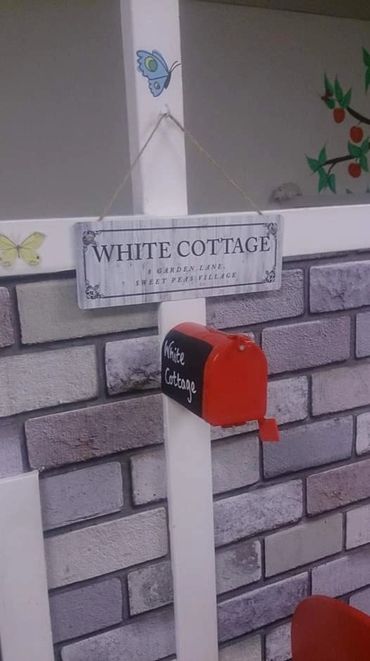 WHITE COTTAGE
8 GARDEN LANE,
SWEET PEAS VILLAGE
White
Cottage